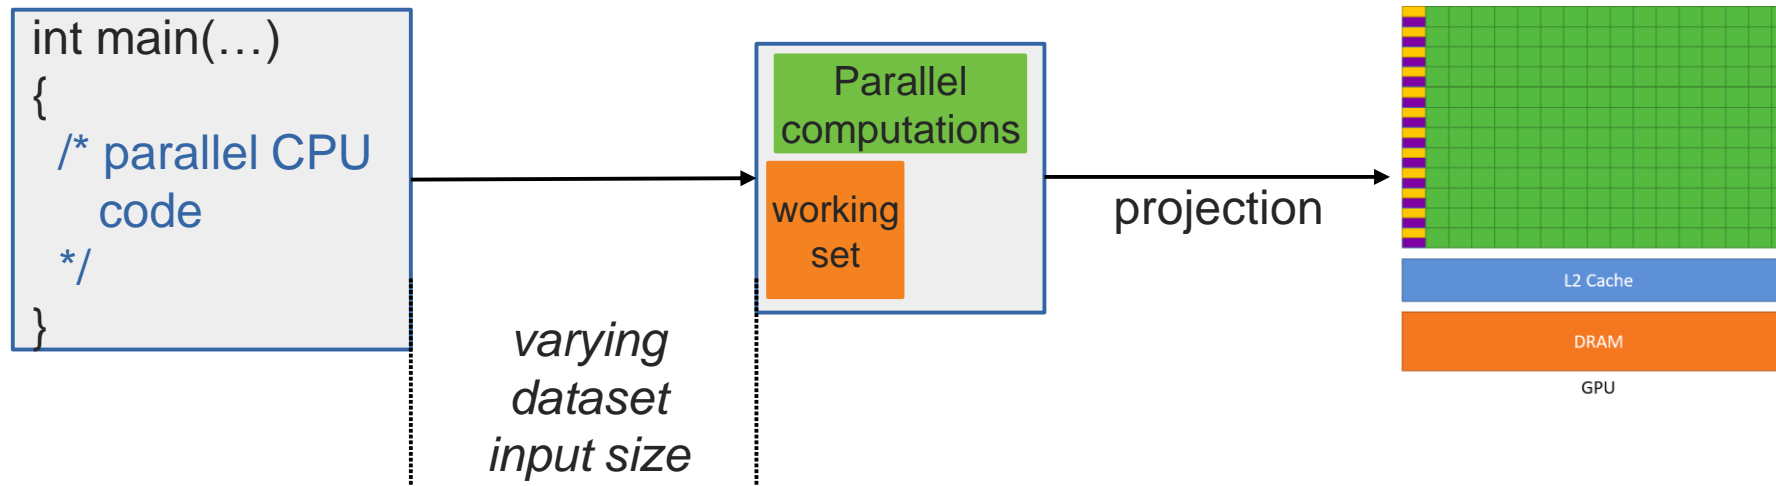 int main(…)
{
/* parallel CPU
code
*/
}
varying
dataset
input size
Parallel
computations
working
set
projection
L2 Cache
DRAM
GPU